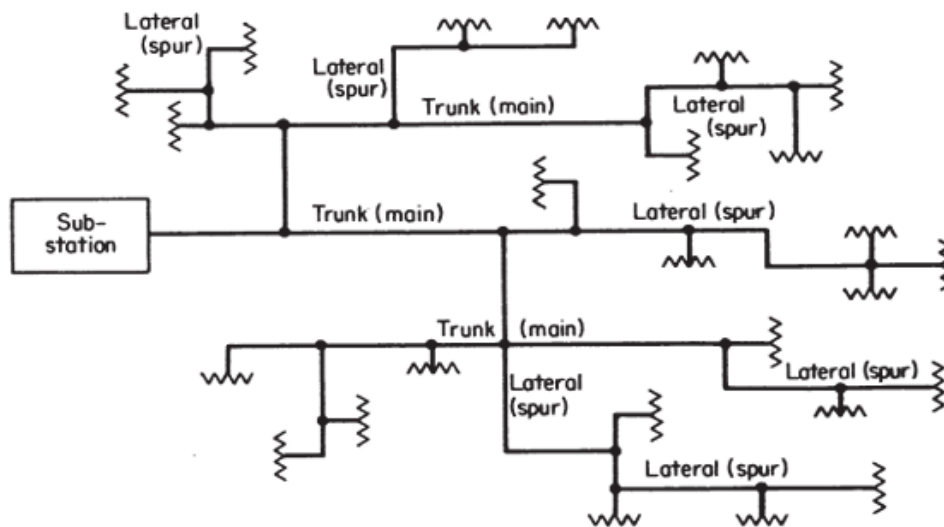 Lateral
(spur)
Lateral
(spur)
Trunk (main)
Lateral
(spur)
Sub-
station
Trunk (main)
Lateral (spur)
Trunk (main)
Lateral
(spur)
Lateral (spur)
Lateral (spur)